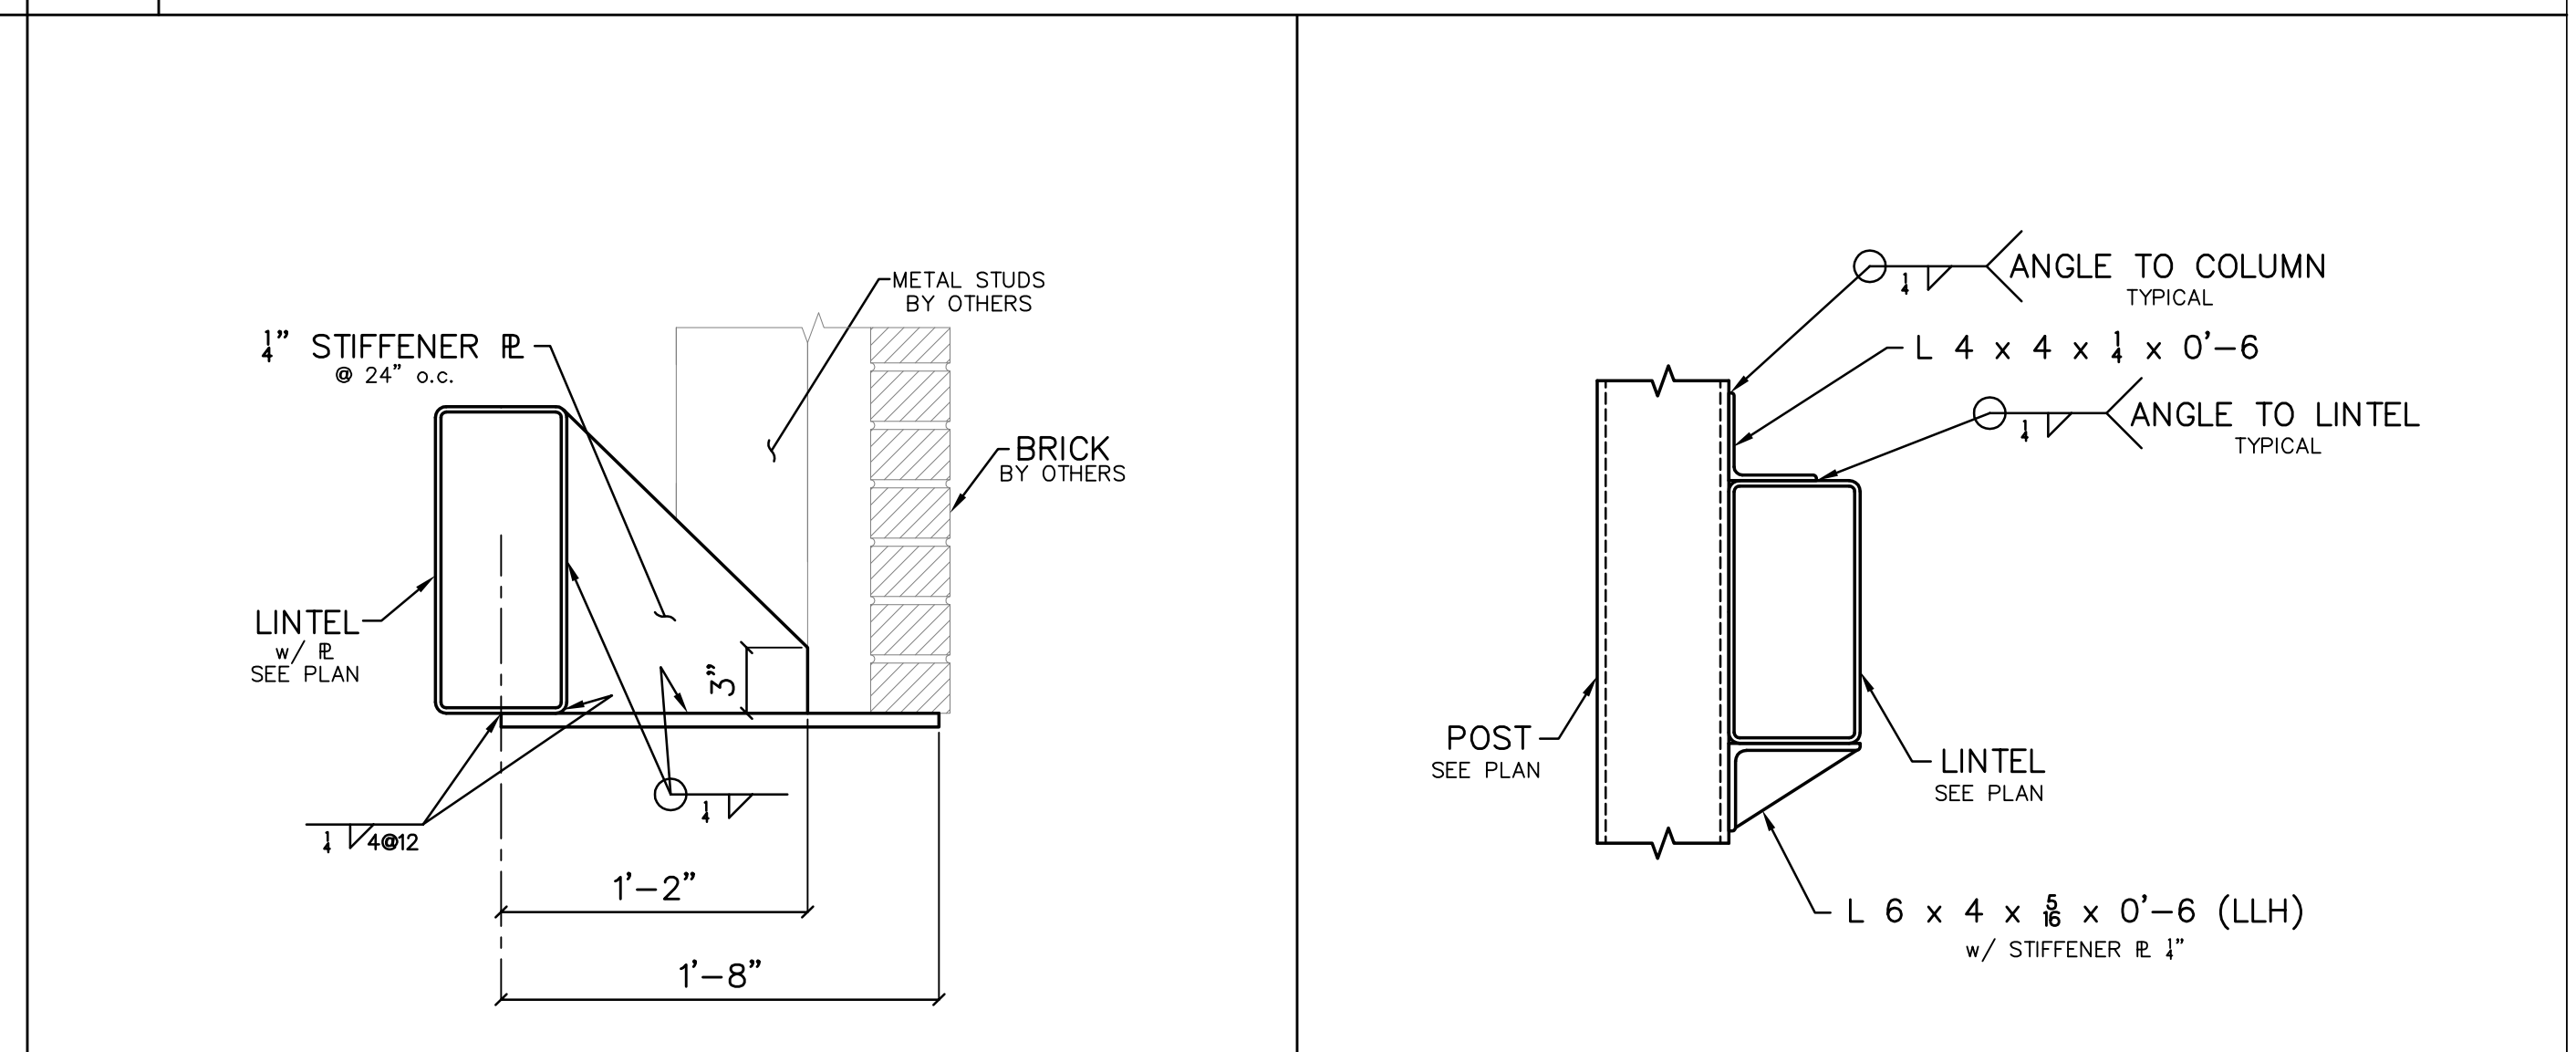 METAL STUDS
BY OTHERS
1/4" STIFFENER ℙL
@ 24" o.c.
BRICK
BY OTHERS
LINTEL
w/ ℙL
SEE PLAN
3"
1/4
1/4 4@12
1'-2"
1'-8"
1/4 ANGLE TO COLUMN
TYPICAL
L 4 x 4 x 1/4 x 0'-6
1/4 ANGLE TO LINTEL
TYPICAL
POST
SEE PLAN
LINTEL
SEE PLAN
L 6 x 4 x 5/16 x 0'-6 (LLH)
w/ STIFFENER ℙL 1/4"